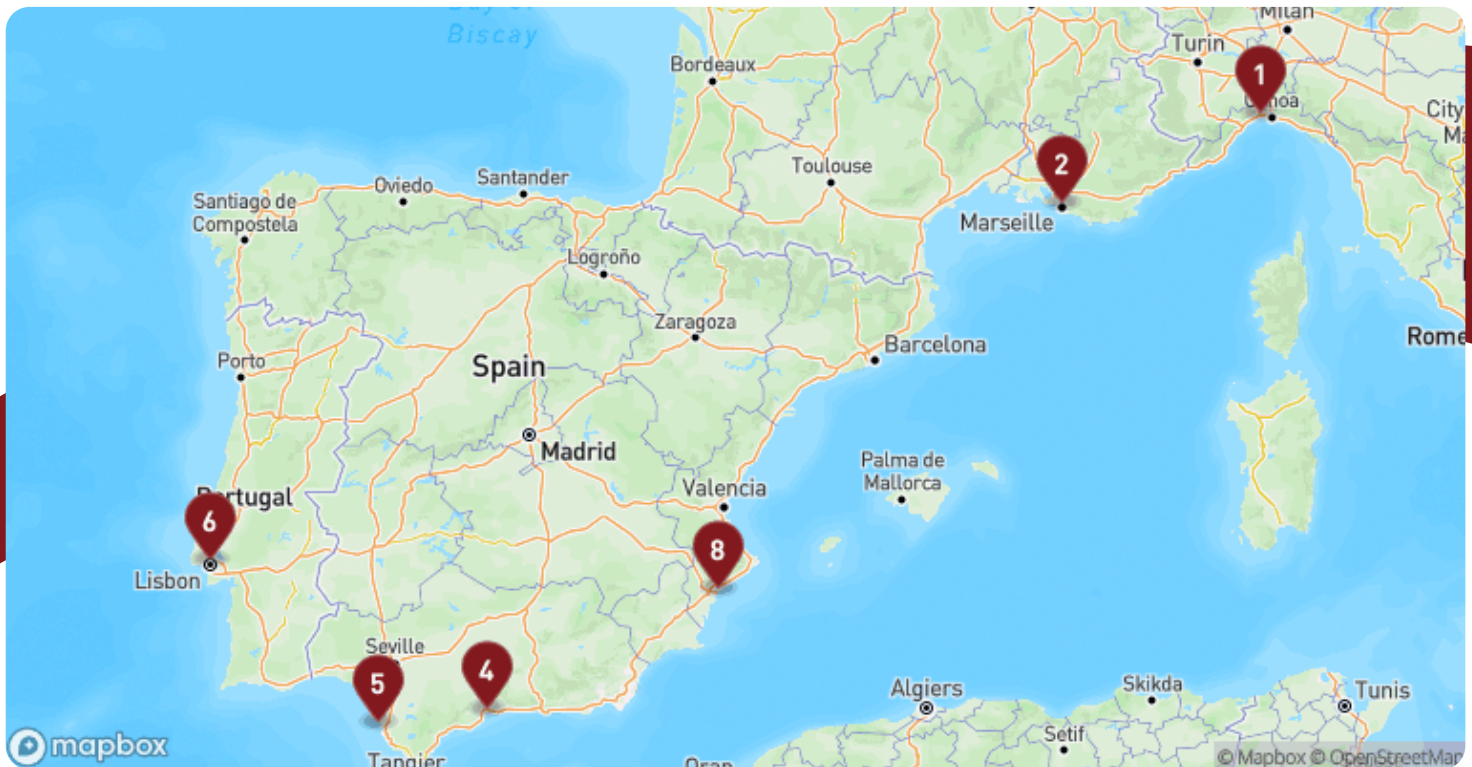 Bay of
Biscay
Milan
Turin
1
Genoa
City
Bordeaux
2
Toulouse
Marseille
Santander
Oviedo
Santiago de
Compostela
Logroño
Zaragoza
Rome
Barcelona
Porto
Spain
Madrid
Palma de
Mallorca
Valencia
Portugal
6
8
Lisbon
Seville
4
5
Algiers
Skikda
Tunis
Setif
Tangier
Oran
mapbox
© Mapbox © OpenStreetMap